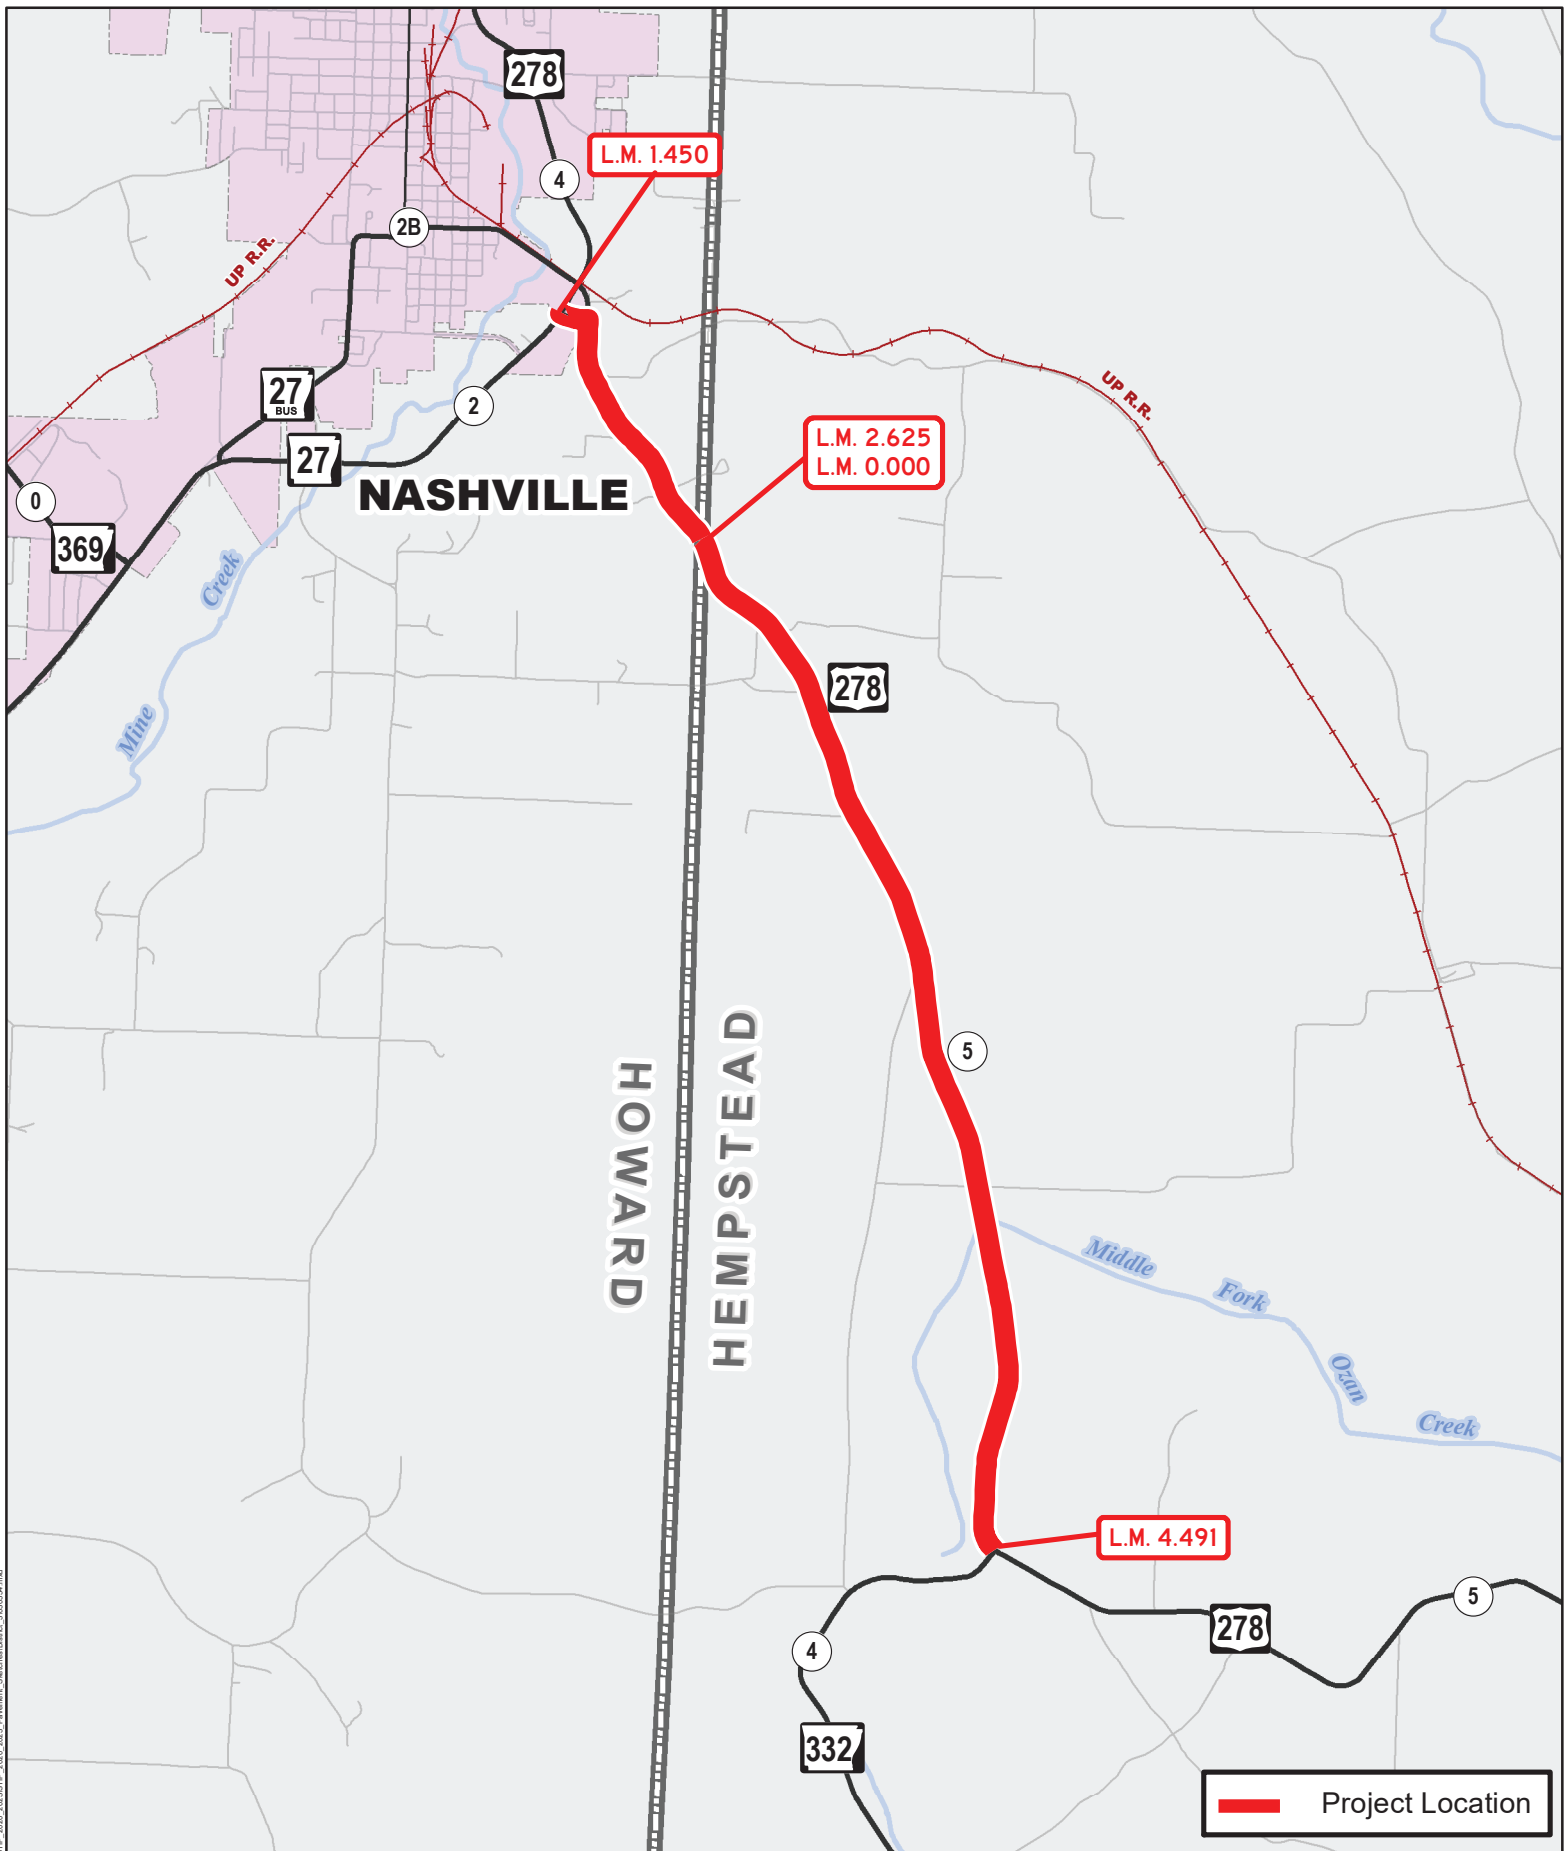 278
L.M. 1.450
4
2B
UP R.R.
27
BUS
2
27
UP R.R.
L.M. 2.625
L.M. 0.000
NASHVILLE
0
369
Creek
Mine
278
HOWARD
HEMPSTEAD
5
Middle
Fork
Ozan
Creek
L.M. 4.491
5
278
4
332
Project Location